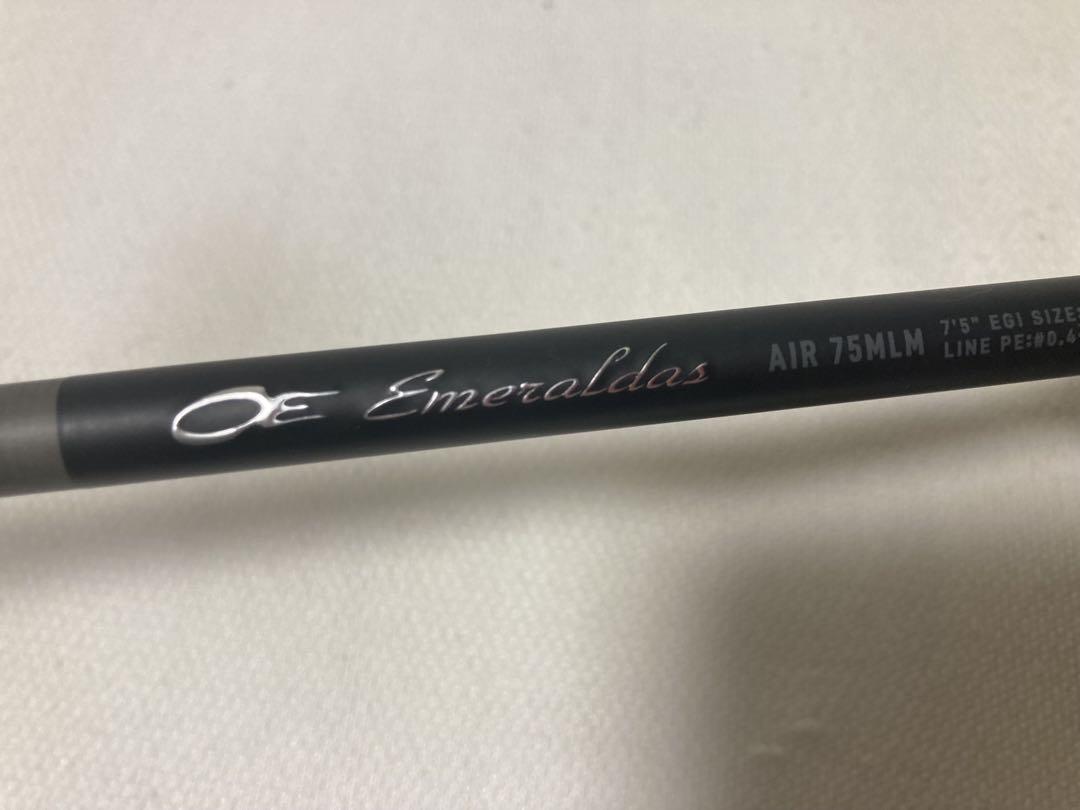 Emeraldas
AIR 75MLM
7'5" EGI SIZE:
LINE PE:#0.4